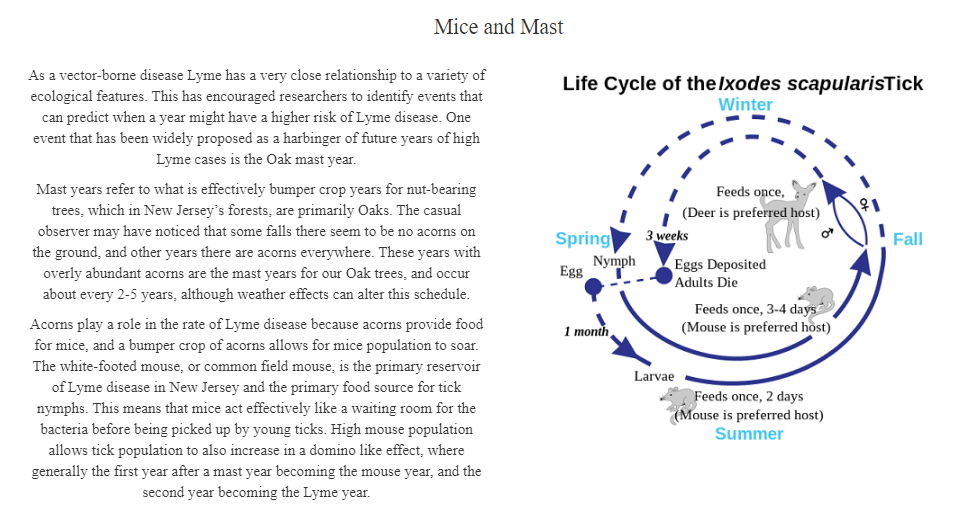 Mice and Mast
As a vector-borne disease Lyme has a very close relationship to a variety of
ecological features. This has encouraged researchers to identify events that
can predict when a year might have a higher risk of Lyme disease. One
event that has been widely proposed as a harbinger of future years of high
Lyme cases is the Oak mast year.
Mast years refer to what is effectively bumper crop years for nut-bearing
trees, which in New Jersey's forests, are primarily Oaks. The casual
observer may have noticed that some falls there seem to be no acorns on
the ground, and other years there are acorns everywhere. These years with
overly abundant acorns are the mast years for our Oak trees, and occur
about every 2-5 years, although weather effects can alter this schedule.
Acorns play a role in the rate of Lyme disease because acorns provide food
for mice, and a bumper crop of acorns allows for mice population to soar.
The white-footed mouse, or common field mouse, is the primary reservoir
of Lyme disease in New Jersey and the primary food source for tick
nymphs. This means that mice act effectively like a waiting room for the
bacteria before being picked up by young ticks. High mouse population
allows tick population to also increase in a domino like effect, where
generally the first year after a mast year becoming the mouse year, and the
second year becoming the Lyme year.
Life Cycle of the Ixodes scapularis Tick
Winter
Feeds once,
(Deer is preferred host)
♀
♂
Spring
3 weeks
Fall
Nymph
Egg
Eggs Deposited
Adults Die
Feeds once, 3-4 days
(Mouse is preferred host)
1 month
Larvae
Feeds once, 2 days
(Mouse is preferred host)
Summer